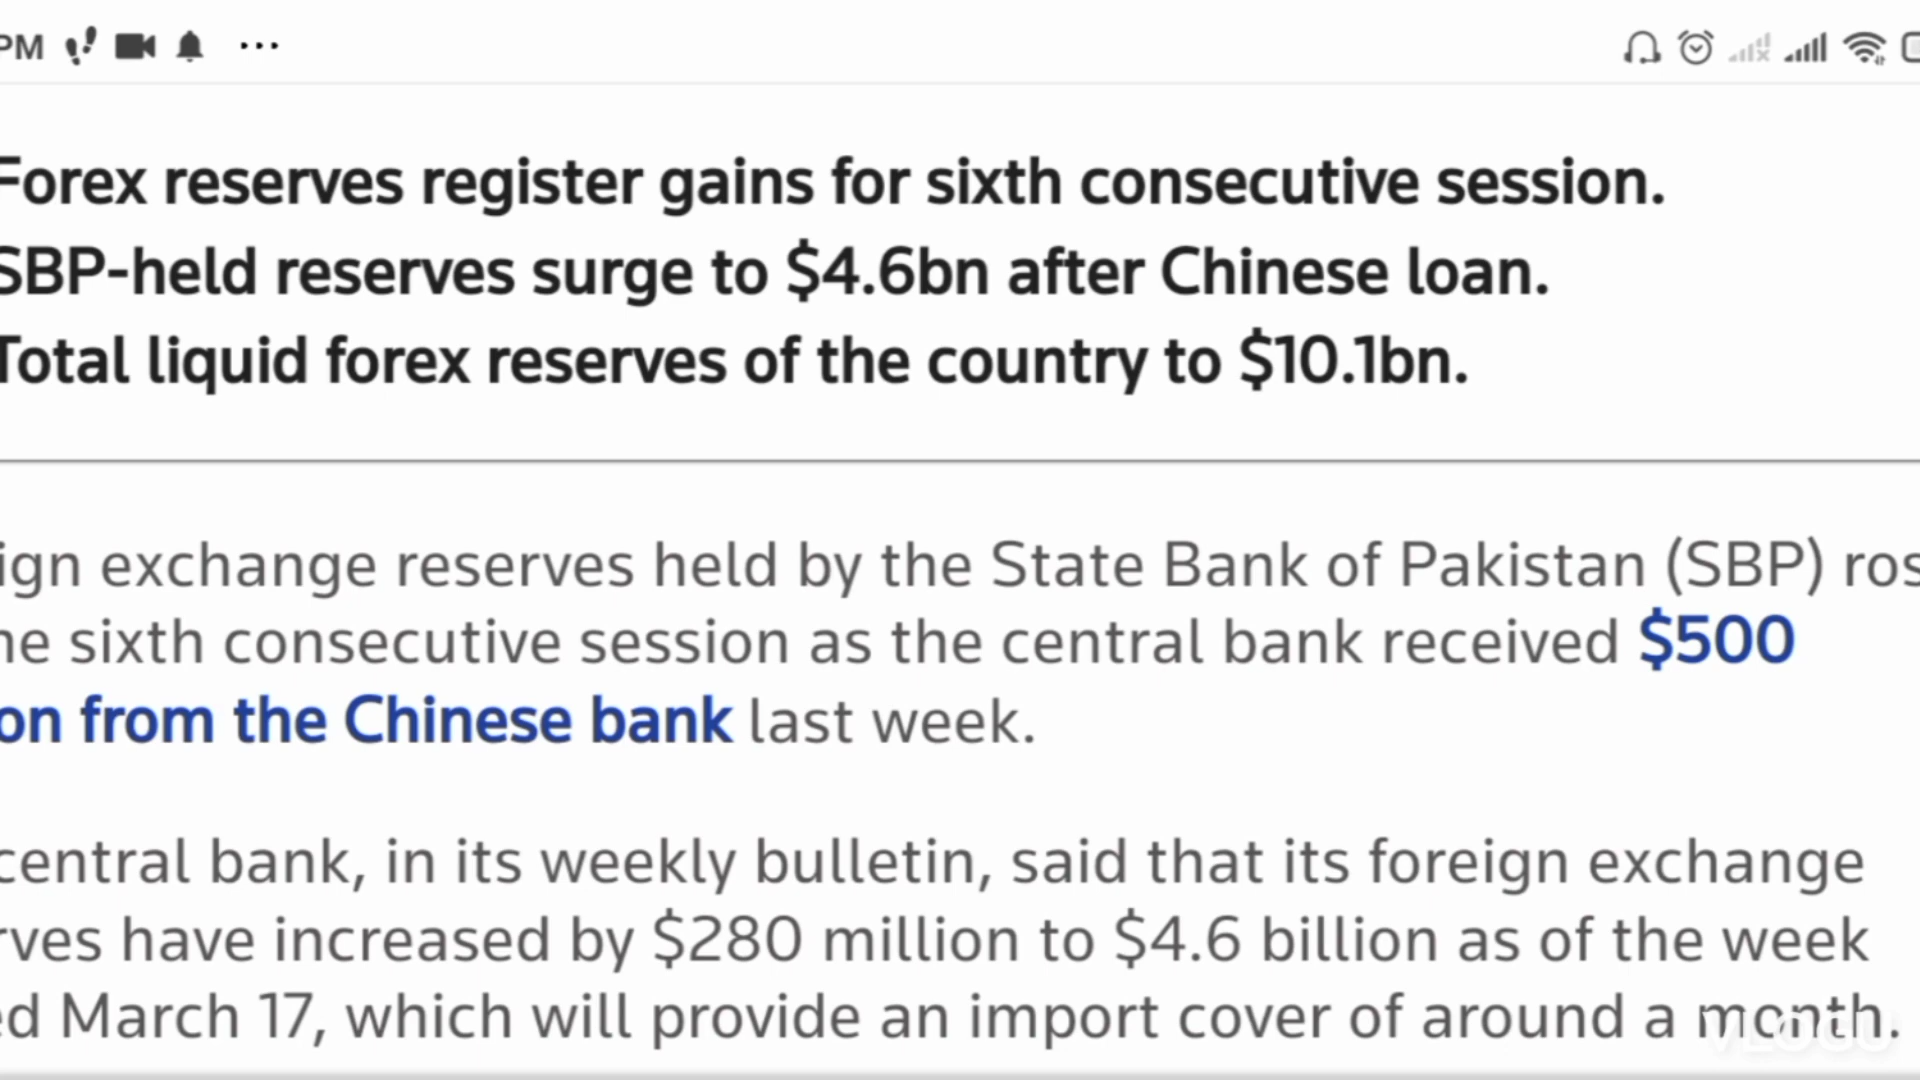 PM
Forex reserves register gains for sixth consecutive session.
SBP-held reserves surge to $4.6bn after Chinese loan.
Total liquid forex reserves of the country to $10.1bn.
ign exchange reserves held by the State Bank of Pakistan (SBP) ros
he sixth consecutive session as the central bank received $500
on from the Chinese bank last week.
central bank, in its weekly bulletin, said that its foreign exchange
rves have increased by $280 million to $4.6 billion as of the week
ed March 17, which will provide an import cover of around a month.
VLOGU